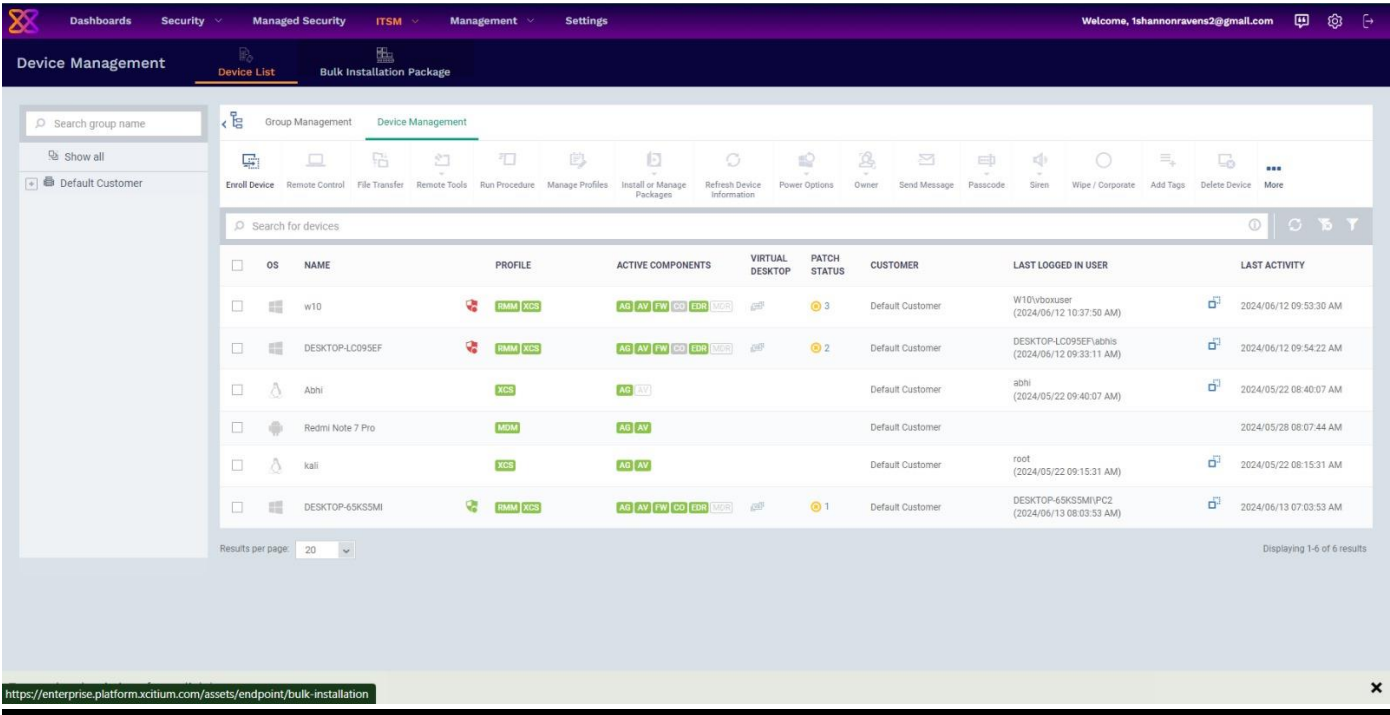 Dashboards Security Managed Security ITSM Management Settings Welcome, 1shannonravens2@gmail.com
Device Management Device List Bulk Installation Package
Search group name
Show all
Default Customer
Group Management Device Management
Enroll Device Remote Control File Transfer Remote Tools Run Procedure Manage Profiles Install or Manage Packages Refresh Device Information Power Options Owner Send Message Passcode Siren Wipe / Corporate Add Tags Delete Device More
Search for devices
OS NAME PROFILE ACTIVE COMPONENTS VIRTUAL DESKTOP PATCH STATUS CUSTOMER LAST LOGGED IN USER LAST ACTIVITY
w10 RMM XCS AG AV FW CO EDR MDR 3 Default Customer W10\vboxuser (2024/06/12 10:37:50 AM) 2024/06/12 09:53:30 AM
DESKTOP-LC095EF RMM XCS AG AV FW CO EDR MDR 2 Default Customer DESKTOP-LC095EF\abhis (2024/06/12 09:33:11 AM) 2024/06/12 09:54:22 AM
Abhi XCS AG AV Default Customer abhi (2024/05/22 09:40:07 AM) 2024/05/22 08:40:07 AM
Redmi Note 7 Pro MDM AG AV Default Customer 2024/05/28 08:07:44 AM
kali XCS AG AV Default Customer root (2024/05/22 09:15:31 AM) 2024/05/22 08:15:31 AM
DESKTOP-65KS5MI RMM XCS AG AV FW CO EDR MDR 1 Default Customer DESKTOP-65KS5MI\PC2 (2024/06/13 08:03:53 AM) 2024/06/13 07:03:53 AM
Results per page: 20 Displaying 1-6 of 6 results
https://enterprise.platform.xcitium.com/assets/endpoint/bulk-installation